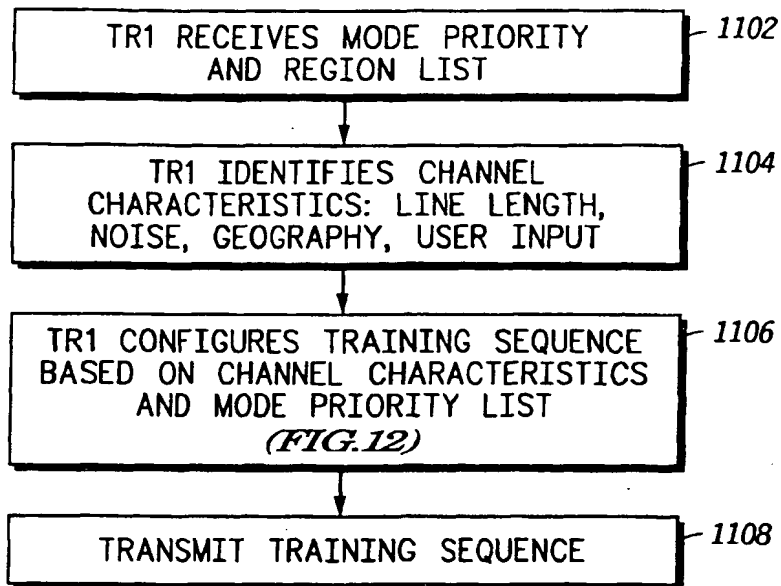 TR1 RECEIVES MODE PRIORITY
AND REGION LIST
1102
TR1 IDENTIFIES CHANNEL
CHARACTERISTICS: LINE LENGTH,
NOISE, GEOGRAPHY, USER INPUT
1104
TR1 CONFIGURES TRAINING SEQUENCE
BASED ON CHANNEL CHARACTERISTICS
AND MODE PRIORITY LIST
(FIG.12)
1106
TRANSMIT TRAINING SEQUENCE
1108